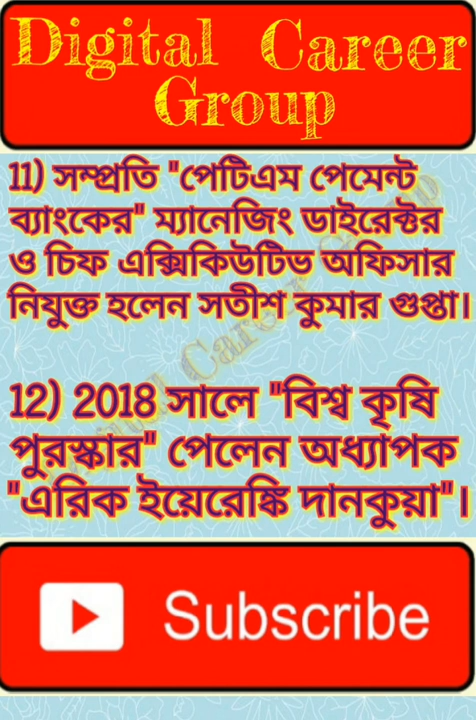 Digital Career
Group
11) সম্প্রতি "পেটিএম পেমেন্ট
ব্যাংকের" ম্যানেজিং ডাইরেক্টর
ও চিফ এক্সিকিউটিভ অফিসার
নিযুক্ত হলেন সতীশ কুমার গুপ্তা।
12) 2018 সালে "বিশ্ব কৃষি
পুরস্কার" পেলেন অধ্যাপক
"এরিক ইয়েরেঙ্কি দানকুয়া"।
Subscribe